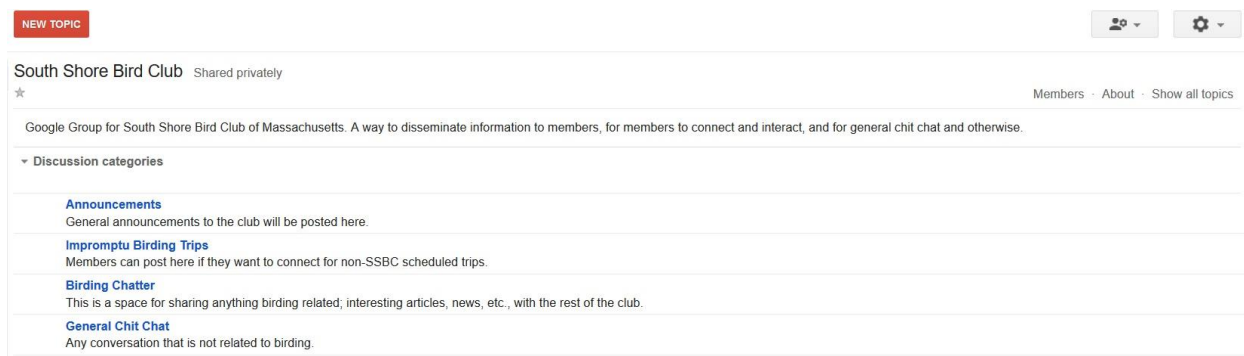 NEW TOPIC
South Shore Bird Club Shared privately
Members · About · Show all topics
Google Group for South Shore Bird Club of Massachusetts. A way to disseminate information to members, for members to connect and interact, and for general chit chat and otherwise.
Discussion categories
Announcements
General announcements to the club will be posted here.
Impromptu Birding Trips
Members can post here if they want to connect for non-SSBC scheduled trips.
Birding Chatter
This is a space for sharing anything birding related; interesting articles, news, etc., with the rest of the club.
General Chit Chat
Any conversation that is not related to birding.